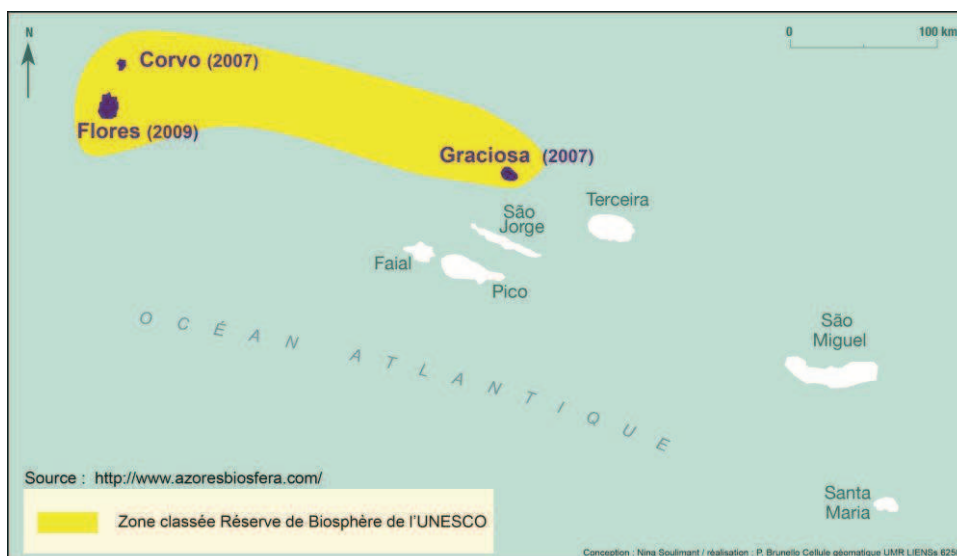 N
0 100 km
Corvo (2007)
Flores (2009)
Graciosa (2007)
Terceira
São
Jorge
Faial
Pico
São
Miguel
OCÉAN ATLANTIQUE
Santa
Maria
Source : http://www.azoresbiosfera.com/
Zone classée Réserve de Biosphère de l'UNESCO
Conception : Nina Soulimant / réalisation : P. Brunello Cellule géomatique UMR LIENSs 625